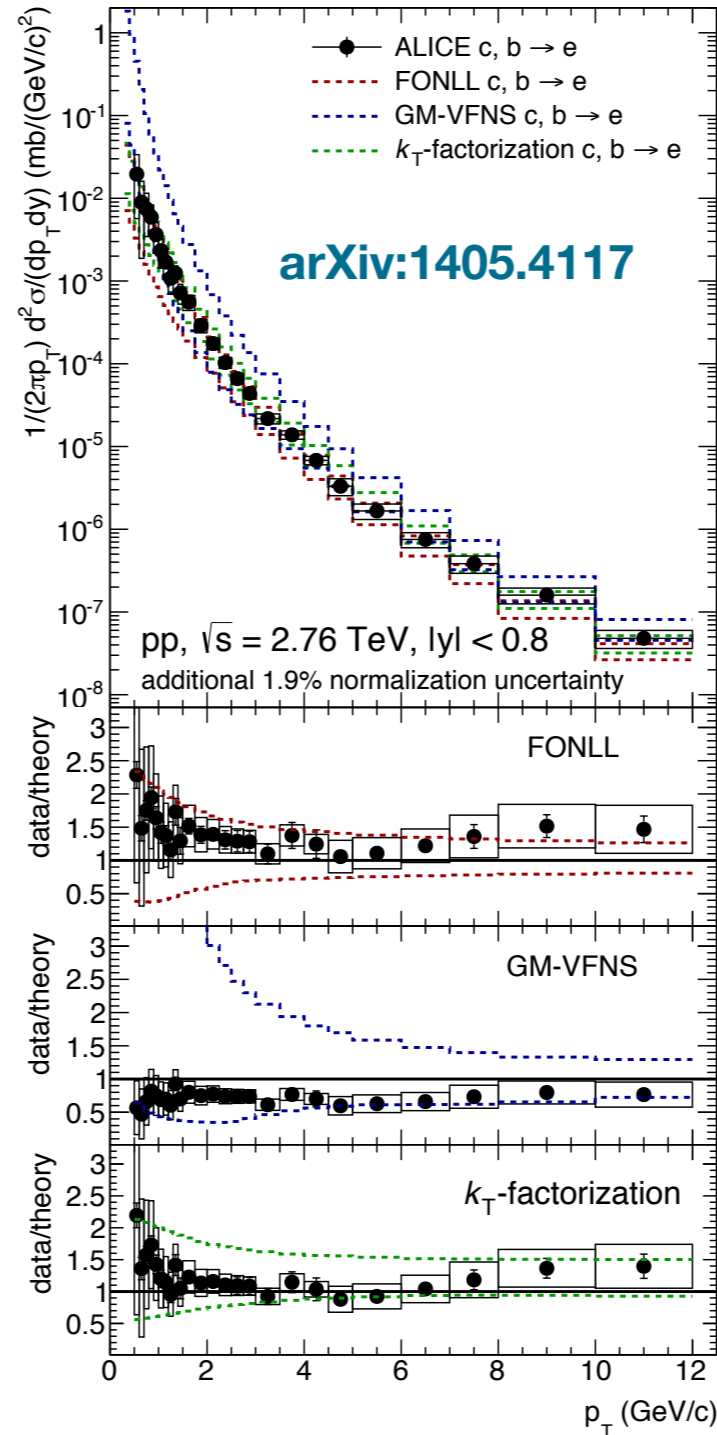 1
10⁻¹
10⁻²
10⁻³
10⁻⁴
10⁻⁵
10⁻⁶
10⁻⁷
10⁻⁸
1/(2πp_T) d²σ/(dp_Tdy) (mb/(GeV/c)²)
ALICE c, b → e
FONLL c, b → e
GM-VFNS c, b → e
k_T-factorization c, b → e
arXiv:1405.4117
pp, √s = 2.76 TeV, |y| < 0.8
additional 1.9% normalization uncertainty
data/theory
3
2.5
2
1.5
1
0.5
FONLL
data/theory
3
2.5
2
1.5
1
0.5
GM-VFNS
data/theory
3
2.5
2
1.5
1
0.5
k_T-factorization
0 2 4 6 8 10 12
p_T (GeV/c)